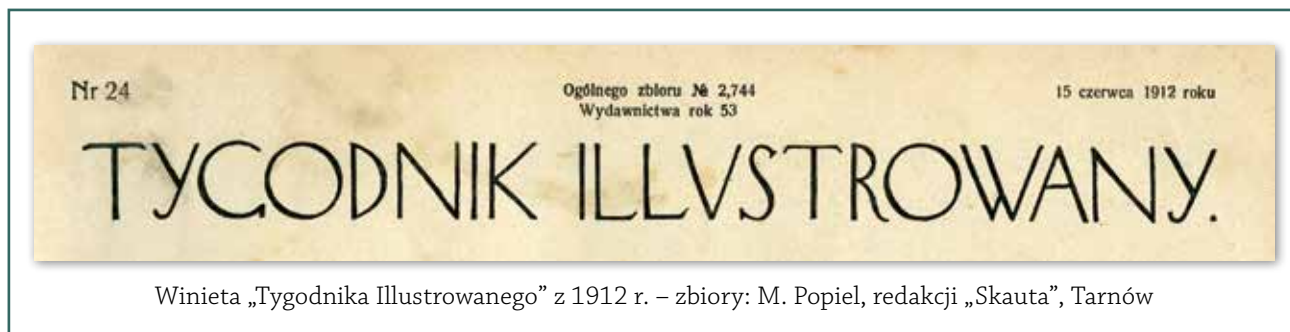 Nr 24
Ogólnego zbioru № 2,744
Wydawnictwa rok 53
15 czerwca 1912 roku
TYGODNIK ILLVSTROWANY.
Winieta „Tygodnika Illustrowanego” z 1912 r. – zbiory: M. Popiel, redakcji „Skauta”, Tarnów